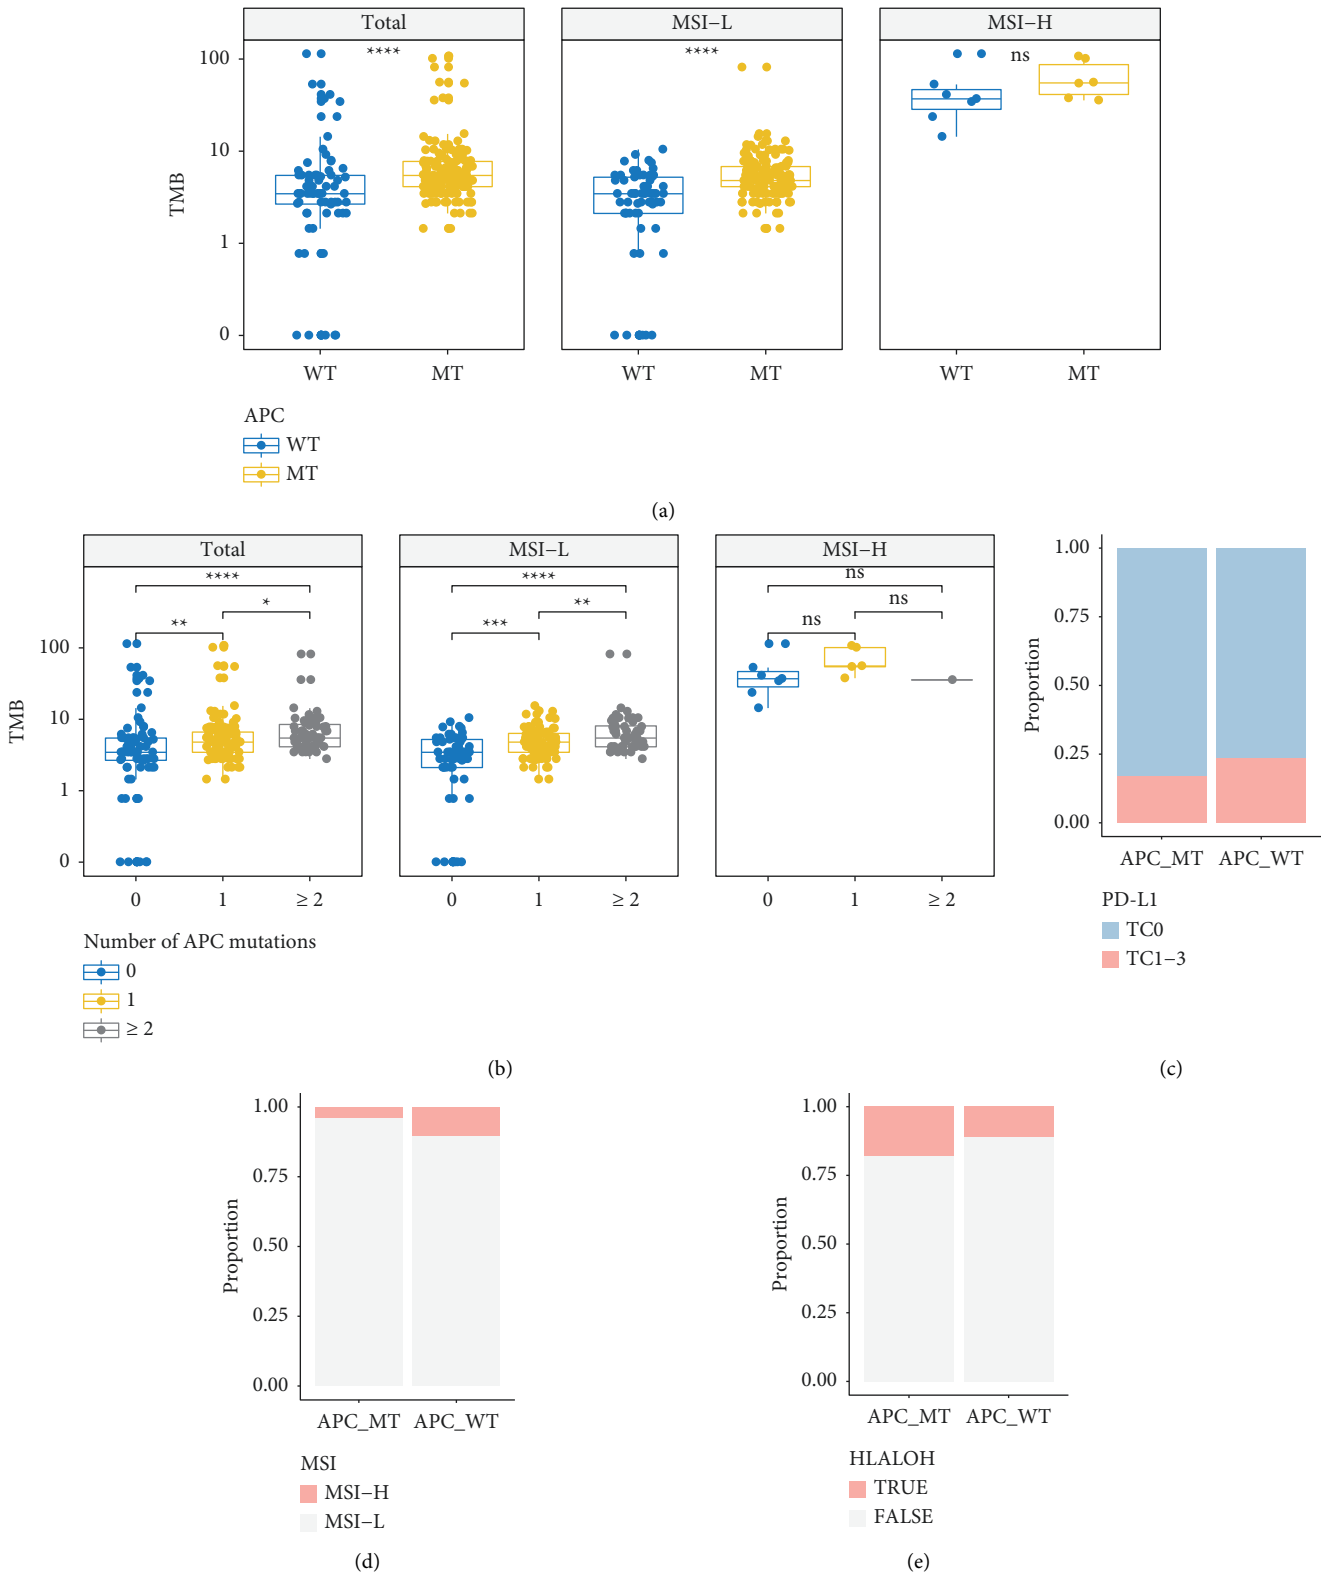 Total MSI−L MSI−H
**** **** ns
100
10
1
0
TMB
WT MT WT MT WT MT
APC
WT
MT
(a)
Total MSI−L MSI−H
**** **** ns
* ** ns
** *** ns
100
10
1
0
TMB
0 1 ≥ 2 0 1 ≥ 2 0 1 ≥ 2
Number of APC mutations
0
1
≥ 2
(b)
1.00
0.75
0.50
0.25
0.00
Proportion
APC_MT APC_WT
PD-L1
TC0
TC1−3
(c)
1.00
0.75
0.50
0.25
0.00
Proportion
APC_MT APC_WT
MSI
MSI−H
MSI−L
(d)
1.00
0.75
0.50
0.25
0.00
Proportion
APC_MT APC_WT
HLALOH
TRUE
FALSE
(e)